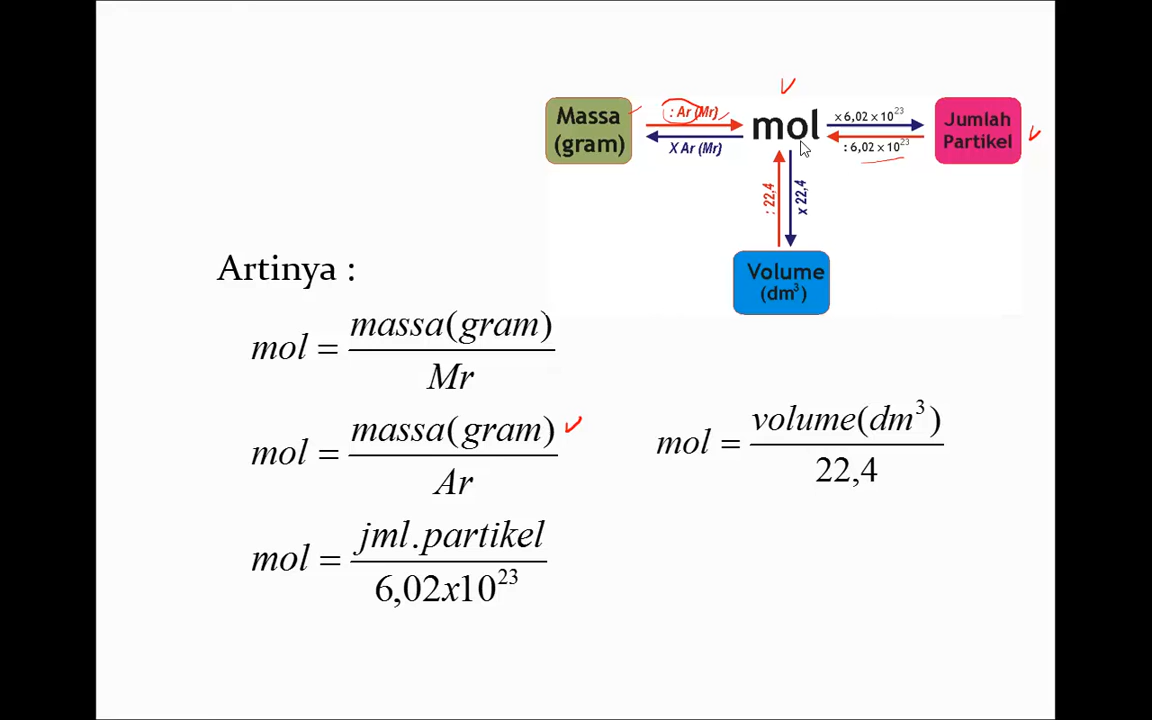 Massa
(gram)
: Ar (Mr)
X Ar (Mr)
mol
x 6,02 x 10²³
: 6,02 x 10²³
Jumlah
Partikel
: 22,4
x 22,4
Volume
(dm³)
Artinya :
mol = massa(gram) / Mr
mol = massa(gram) / Ar
mol = jml.partikel / 6,02x10²³
mol = volume(dm³) / 22,4